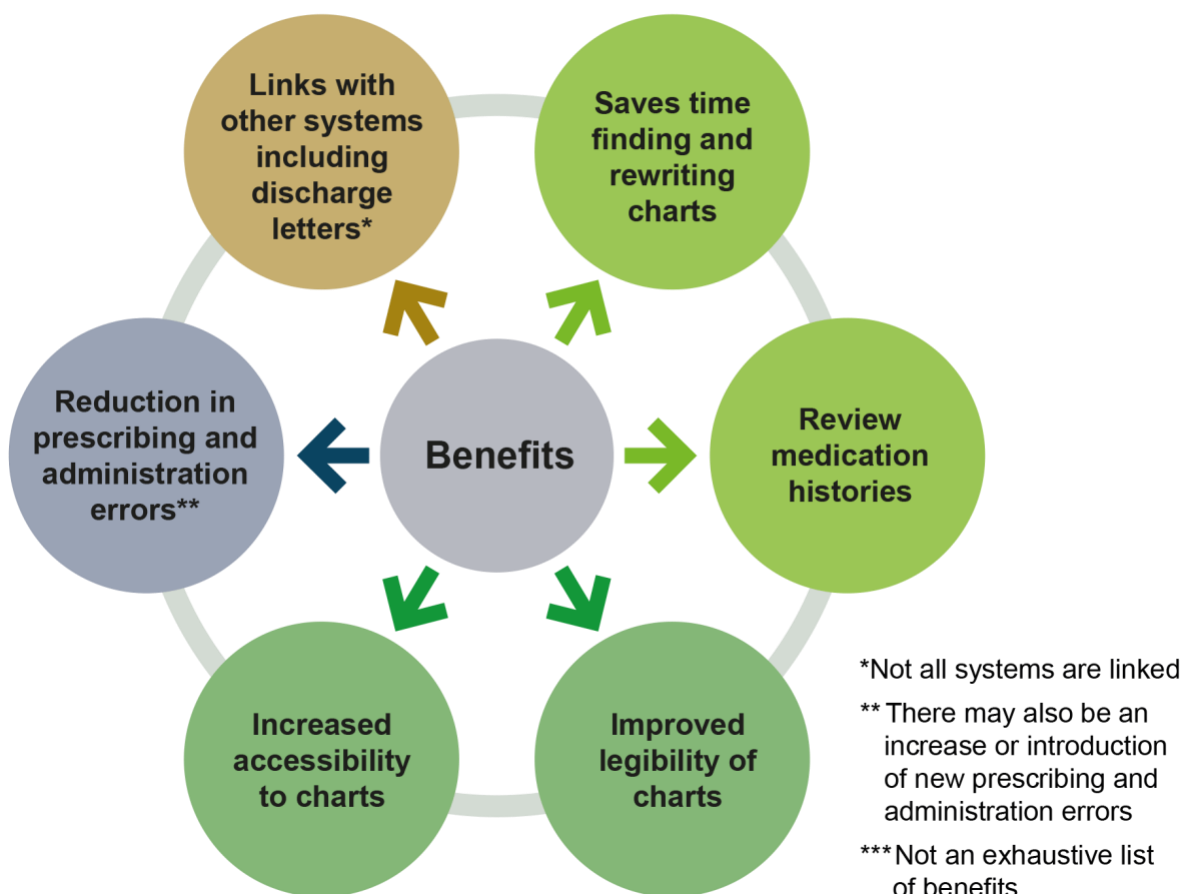 Links with
other systems
including
discharge
letters*
Saves time
finding and
rewriting
charts
Reduction in
prescribing and
administration
errors**
Benefits
Review
medication
histories
Increased
accessibility
to charts
Improved
legibility of
charts
*Not all systems are linked
** There may also be an
increase or introduction
of new prescribing and
administration errors
***Not an exhaustive list
of benefits